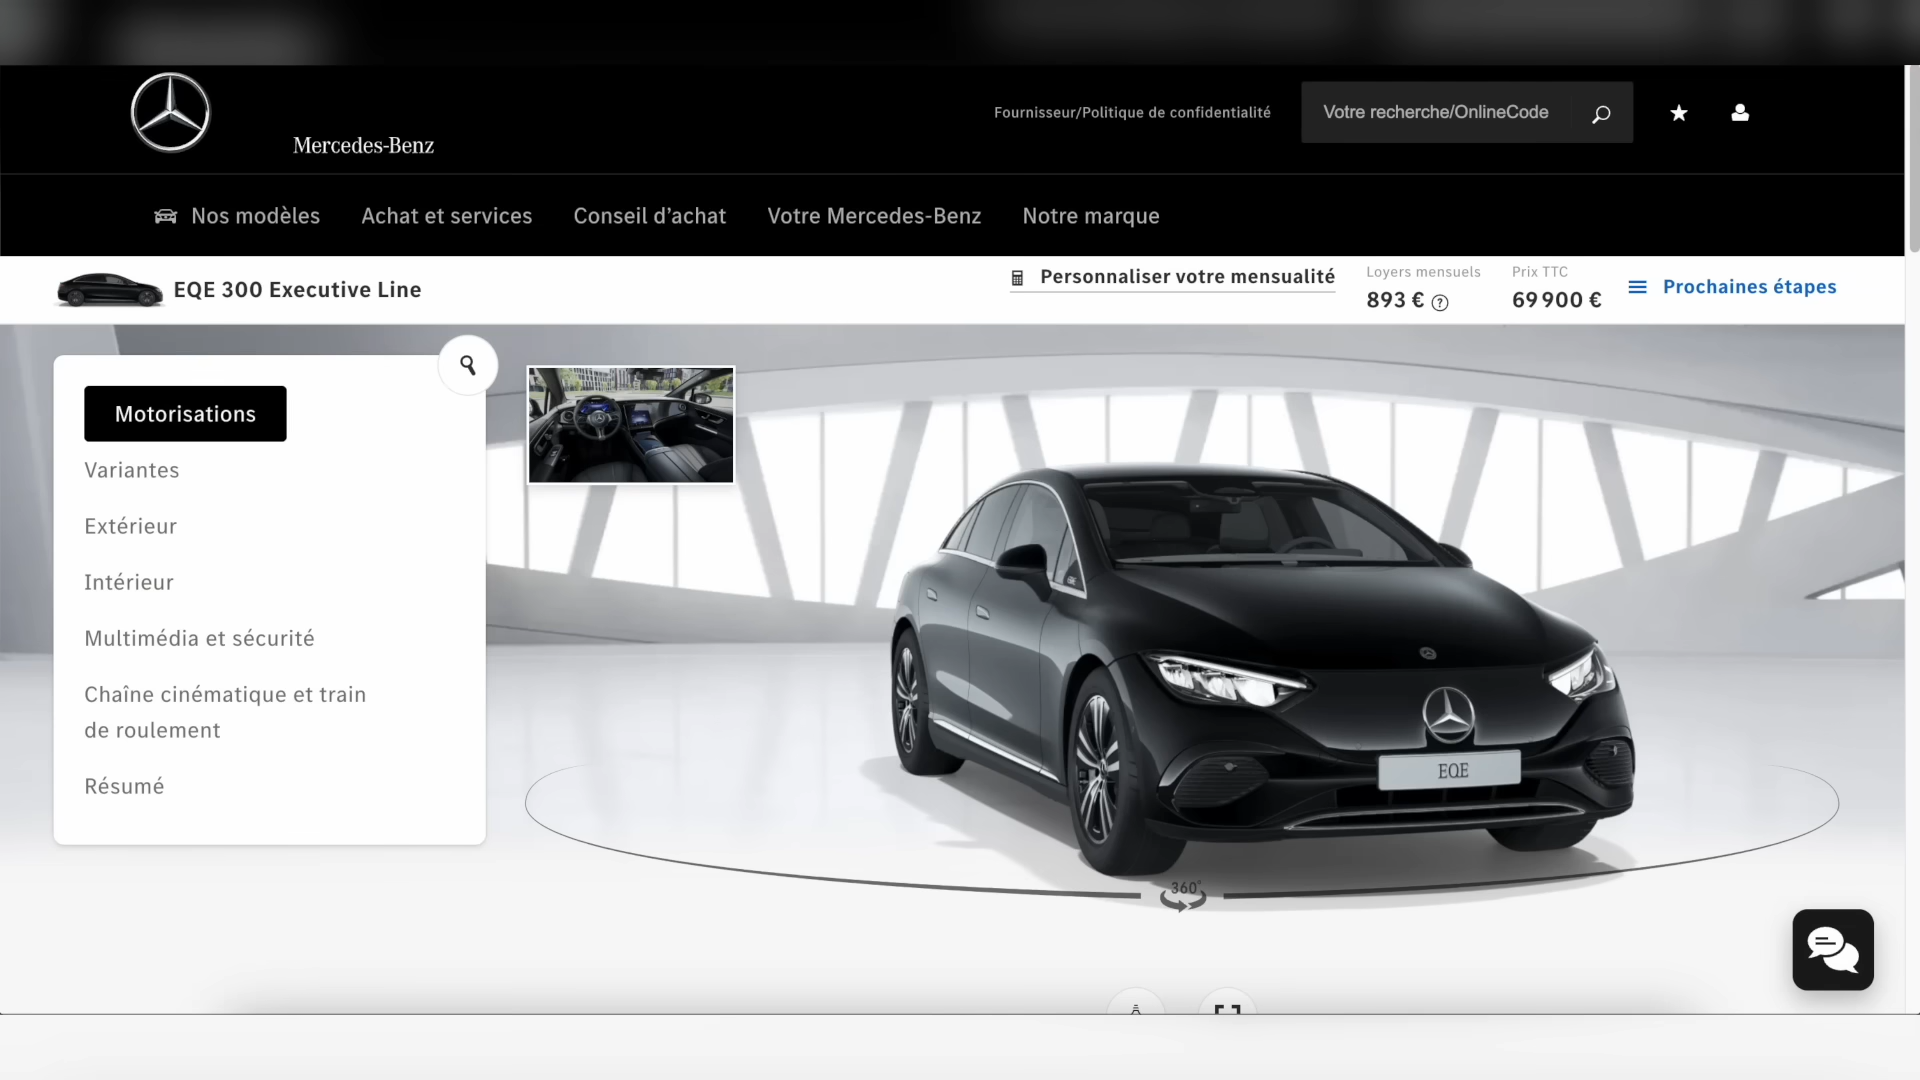 Mercedes-Benz
Fournisseur/Politique de confidentialité
Votre recherche/OnlineCode
Nos modèles
Achat et services
Conseil d’achat
Votre Mercedes-Benz
Notre marque
EQE 300 Executive Line
Personnaliser votre mensualité
Loyers mensuels
893 € ?
Prix TTC
69 900 €
Prochaines étapes
Motorisations
Variantes
Extérieur
Intérieur
Multimédia et sécurité
Chaîne cinématique et train
de roulement
Résumé
EQE
360°